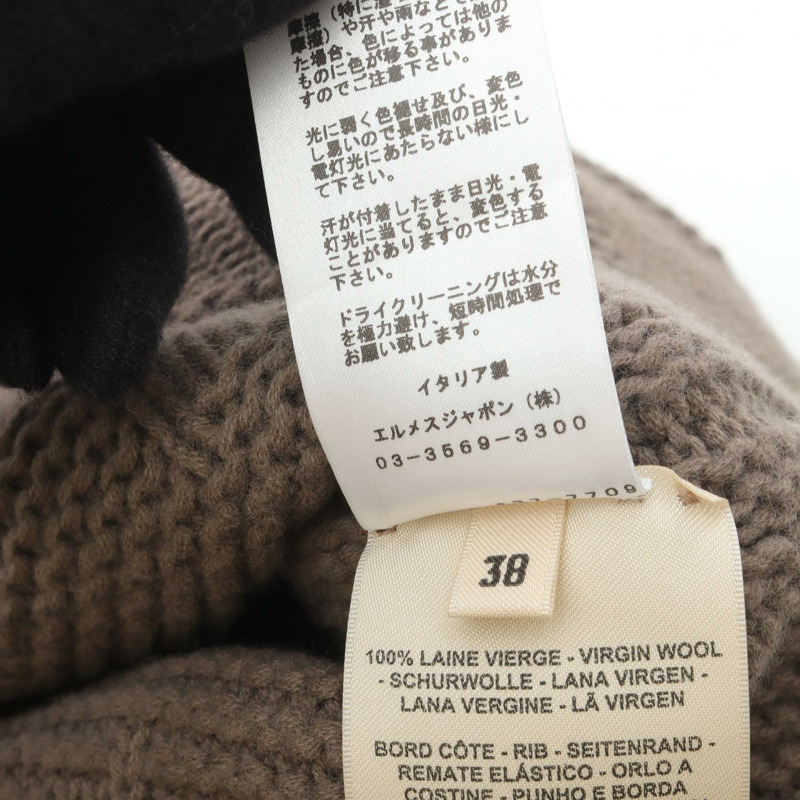 摩擦（特に湿
摩擦）や汗や雨などで
た場合、色によっては他の
ものに色が移る事がありま
すのでご注意下さい。
光に弱く色褪せ及び、変色
し易いので長時間の日光・
電灯光にあたらない様にし
て下さい。
汗が付着したまま日光・電
灯光に当てると、変色する
ことがありますのでご注意
下さい。
ドライクリーニングは水分
を極力避け、短時間処理で
お願い致します。
イタリア製
エルメスジャポン（株）
03-3569-3300
38
100% LAINE VIERGE - VIRGIN WOOL
- SCHURWOLLE - LANA VIRGEN -
LANA VERGINE - LÃ VIRGEN
BORD CÔTE - RIB - SEITENRAND -
REMATE ELÁSTICO - ORLO A
COSTINE - PUNHO E BORDA